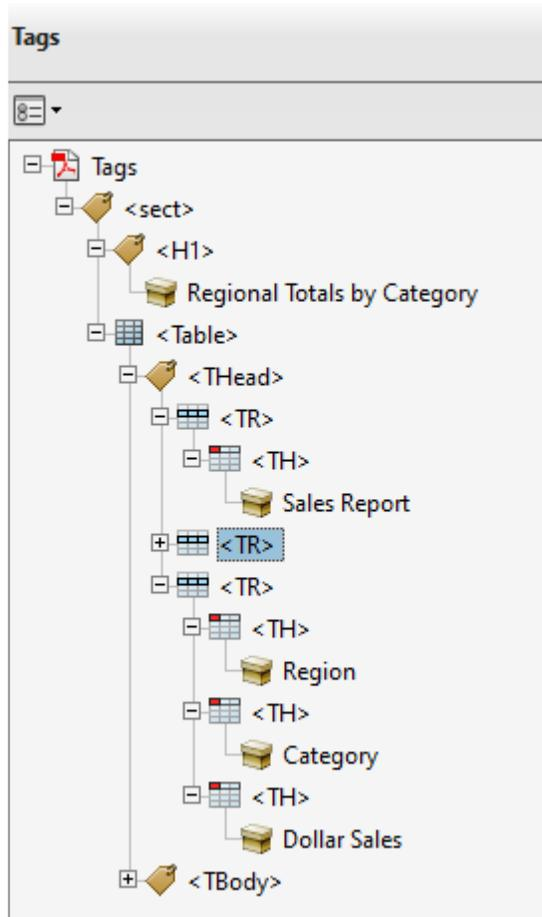 Tags
Tags
<sect>
<H1>
Regional Totals by Category
<Table>
<THead>
<TR>
<TH>
Sales Report
<TR>
<TR>
<TH>
Region
<TH>
Category
<TH>
Dollar Sales
<TBody>